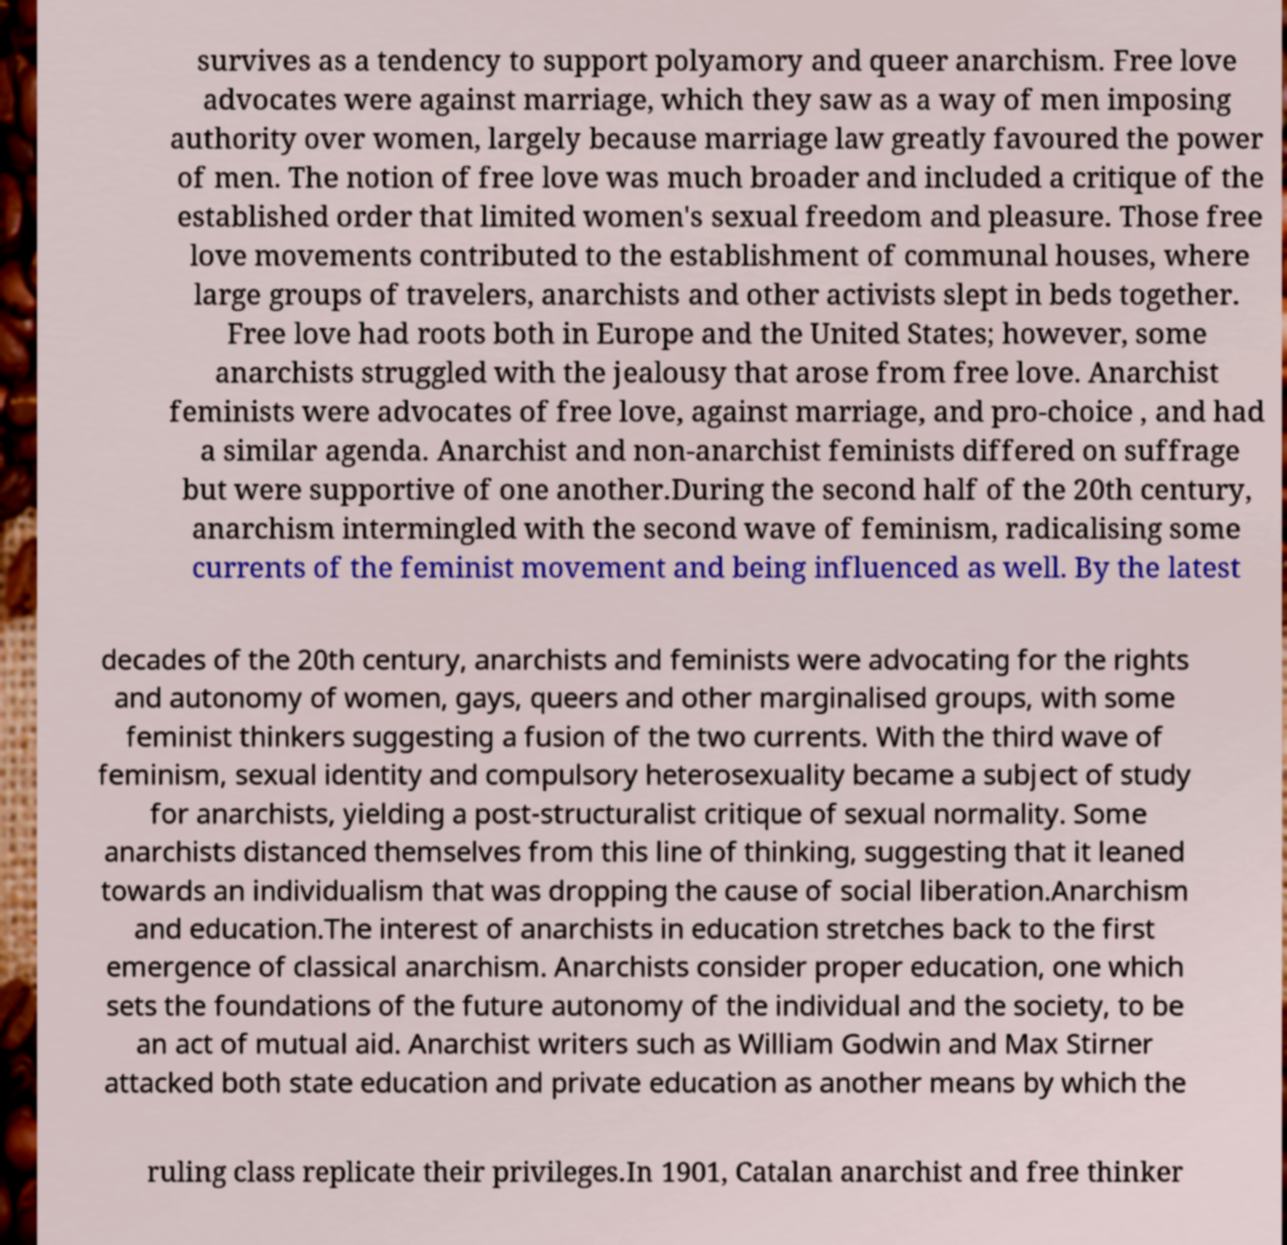 survives as a tendency to support polyamory and queer anarchism. Free love
advocates were against marriage, which they saw as a way of men imposing
authority over women, largely because marriage law greatly favoured the power
of men. The notion of free love was much broader and included a critique of the
established order that limited women's sexual freedom and pleasure. Those free
love movements contributed to the establishment of communal houses, where
large groups of travelers, anarchists and other activists slept in beds together.
Free love had roots both in Europe and the United States; however, some
anarchists struggled with the jealousy that arose from free love. Anarchist
feminists were advocates of free love, against marriage, and pro-choice , and had
a similar agenda. Anarchist and non-anarchist feminists differed on suffrage
but were supportive of one another.During the second half of the 20th century,
anarchism intermingled with the second wave of feminism, radicalising some
currents of the feminist movement and being influenced as well. By the latest
decades of the 20th century, anarchists and feminists were advocating for the rights
and autonomy of women, gays, queers and other marginalised groups, with some
feminist thinkers suggesting a fusion of the two currents. With the third wave of
feminism, sexual identity and compulsory heterosexuality became a subject of study
for anarchists, yielding a post-structuralist critique of sexual normality. Some
anarchists distanced themselves from this line of thinking, suggesting that it leaned
towards an individualism that was dropping the cause of social liberation.Anarchism
and education.The interest of anarchists in education stretches back to the first
emergence of classical anarchism. Anarchists consider proper education, one which
sets the foundations of the future autonomy of the individual and the society, to be
an act of mutual aid. Anarchist writers such as William Godwin and Max Stirner
attacked both state education and private education as another means by which the
ruling class replicate their privileges.In 1901, Catalan anarchist and free thinker